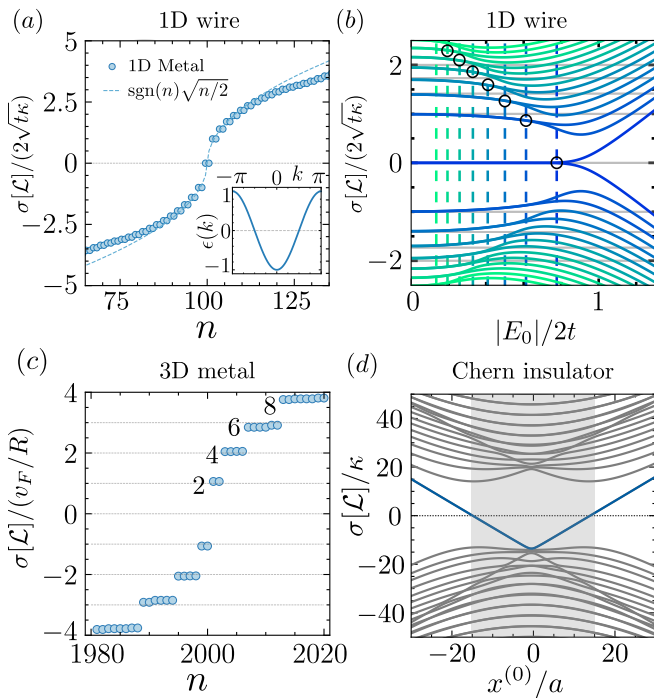 (a) 1D wire
σ[ℒ]/(2√tκ)
5
2.5
0
−2.5
−5
1D Metal
sgn(n)√n/2
−π 0 k π
ϵ(k)
1
0
−1
75 100 125
n
(b) 1D wire
σ[ℒ]/(2√tκ)
2
0
−2
0 1
|E₀|/2t
(c) 3D metal
σ[ℒ]/(v_F/R)
4
2
0
−2
−4
8
6
4
2
1980 2000 2020
n
(d) Chern insulator
σ[ℒ]/κ
40
20
0
−20
−40
−20 0 20
x⁽⁰⁾/a